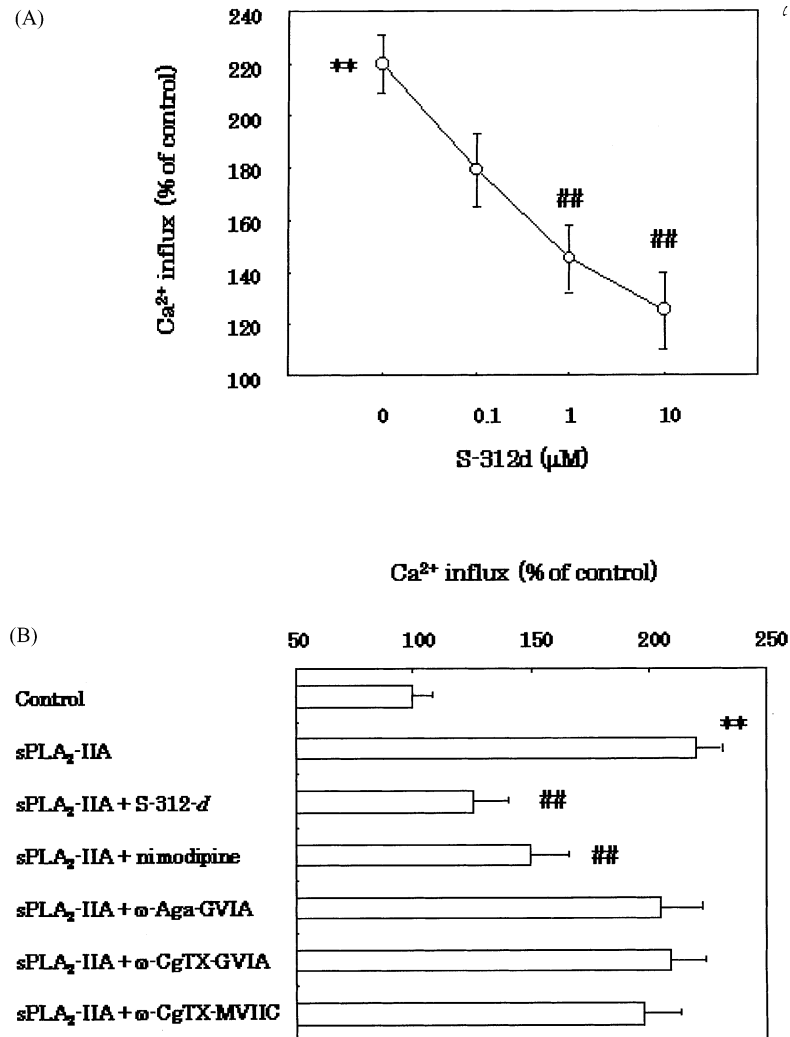 (A)
240
220
200
180
160
140
120
100
Ca²⁺ influx (% of control)
**
##
##
0 0.1 1 10
S-312d (μM)
Ca²⁺ influx (% of control)
(B)
50 100 150 200 250
Control
sPLA₂-IIA
**
sPLA₂-IIA + S-312-d
##
sPLA₂-IIA + nimodipine
##
sPLA₂-IIA + ω-Aga-GVIA
sPLA₂-IIA + ω-CgTX-GVIA
sPLA₂-IIA + ω-CgTX-MVIIC